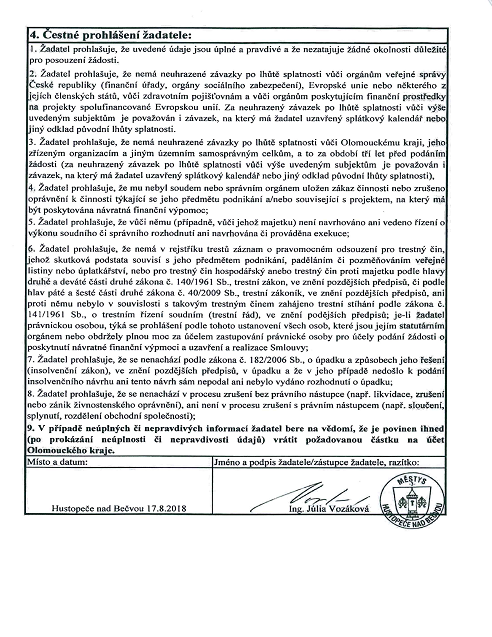 4. Čestné prohlášení žadatele:
1. Žadatel prohlašuje, že uvedené údaje jsou úplné a pravdivé a že nezatajuje žádné okolnosti důležité
pro posouzení žádosti.
2. Žadatel prohlašuje, že nemá neuhrazené závazky po lhůtě splatnosti vůči orgánům veřejné správy
České republiky (finanční úřady, orgány sociálního zabezpečení), Evropské unie nebo některého z
jejích členských států, vůči zdravotním pojišťovnám a vůči orgánům poskytujícím finanční prostředky
na projekty spolufinancované Evropskou unií. Za neuhrazený závazek po lhůtě splatnosti vůči výše
uvedeným subjektům je považován i závazek, na který má žadatel uzavřený splátkový kalendář nebo
jiný odklad původní lhůty splatnosti.
3. Žadatel prohlašuje, že nemá neuhrazené závazky po lhůtě splatnosti vůči Olomouckému kraji, jeho
zřízeným organizacím a jiným územním samosprávným celkům, a to za období tří let před podáním
žádosti (za neuhrazený závazek po lhůtě splatnosti vůči výše uvedeným subjektům je považován i
závazek, na který má žadatel uzavřený splátkový kalendář nebo jiný odklad původní lhůty splatnosti),
4. Žadatel prohlašuje, že mu nebyl soudem nebo správním orgánem uložen zákaz činnosti nebo zrušeno
oprávnění k činnosti týkající se jeho předmětu podnikání a/nebo související s projektem, na který má
být poskytována návratná finanční výpomoc;
5. Žadatel prohlašuje, že vůči němu (případně, vůči jehož majetku) není navrhováno ani vedeno řízení o
výkonu soudního či správního rozhodnutí ani navrhována či prováděna exekuce;
6. Žadatel prohlašuje, že nemá v rejstříku trestů záznam o pravomocném odsouzení pro trestný čin,
jehož skutková podstata souvisí s jeho předmětem podnikání, paděláním či pozměňováním veřejné
listiny nebo úplatkářství, nebo pro trestný čin hospodářský anebo trestný čin proti majetku podle hlavy
druhé a deváté části druhé zákona č. 140/1961 Sb., trestní zákon, ve znění pozdějších předpisů, či podle
hlav páté a šesté části druhé zákona č. 40/2009 Sb., trestní zákoník, ve znění pozdějších předpisů, ani
proti němu nebylo v souvislosti s takovým trestným činem zahájeno trestní stíhání podle zákona č.
141/1961 Sb., o trestním řízení soudním (trestní řád), ve znění podějších předpisů; je-li žadatel
právnickou osobou, týká se prohlášení podle tohoto ustanovení všech osob, které jsou jejím statutárním
orgánem nebo obdržely plnou moc za účelem zastupování právnické osoby pro účely podání žádosti o
poskytnutí návratné finanční výpmoci a uzavření a realizace Smlouvy;
7. Žadatel prohlašuje, že se nenachází podle zákona č. 182/2006 Sb., o úpadku a způsobech jeho řešení
(insolvenční zákon), ve znění pozdějších předpisů, v úpadku a že v jeho případě nedošlo k podání
insolvenčního návrhu ani tento návrh sám nepodal ani nebylo vydáno rozhodnutí o úpadku;
8. Žadatel prohlašuje, že se nenachází v procesu zrušení bez právního nástupce (např. likvidace, zrušení
nebo zánik živnostenského oprávnění), ani není v procesu zrušení s právním nástupcem (např. sloučení,
splynutí, rozdělení obchodní společnosti);
9. V případě neúplných či nepravdivých informací žadatel bere na vědomí, že je povinen ihned
(po prokázání neúplnosti či nepravdivosti údajů) vrátit požadovanou částku na účet
Olomouckého kraje.
Místo a datum:
Jméno a podpis žadatele/zástupce žadatele, razítko:
Hustopeče nad Bečvou 17.8.2018
Ing. Júlia Vozáková
MĚSTYS
HUSTOPEČE NAD BEČVOU